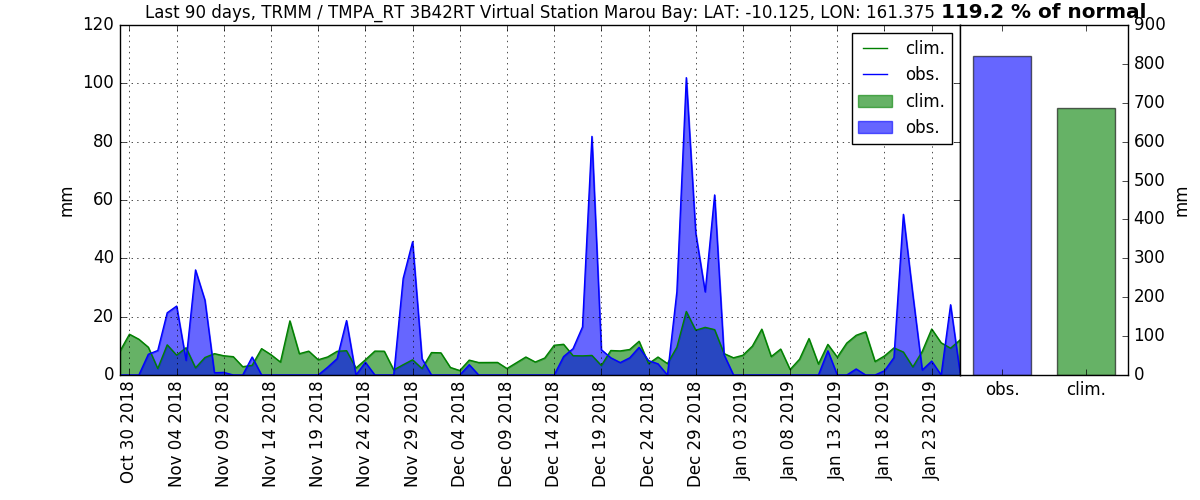 Last 90 days, TRMM / TMPA_RT 3B42RT Virtual Station Marou Bay: LAT: -10.125, LON: 161.375 119.2 % of normal
120
100
80
60
40
20
0
mm
clim.
obs.
clim.
obs.
900
800
700
600
500
400
300
200
100
0
mm
obs.
clim.
Oct 30 2018
Nov 04 2018
Nov 09 2018
Nov 14 2018
Nov 19 2018
Nov 24 2018
Nov 29 2018
Dec 04 2018
Dec 09 2018
Dec 14 2018
Dec 19 2018
Dec 24 2018
Dec 29 2018
Jan 03 2019
Jan 08 2019
Jan 13 2019
Jan 18 2019
Jan 23 2019